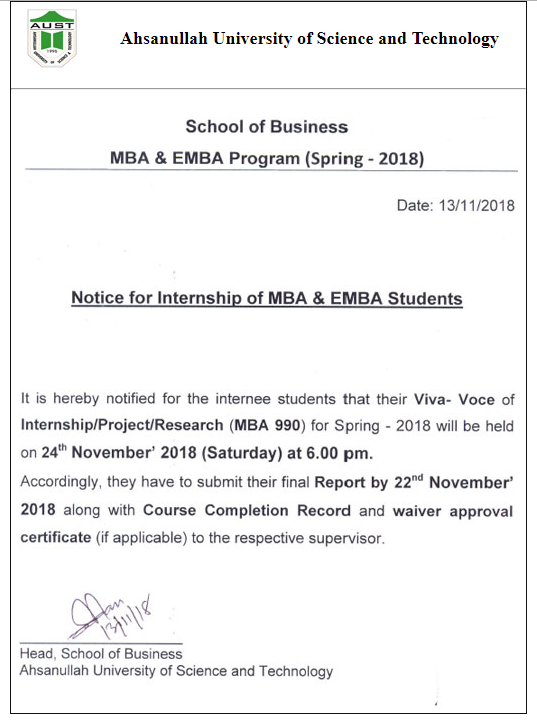 AUST
1995
Ahsanullah University of Science and Technology
School of Business
MBA & EMBA Program (Spring - 2018)
Date: 13/11/2018
Notice for Internship of MBA & EMBA Students
It is hereby notified for the internee students that their Viva- Voce of
Internship/Project/Research (MBA 990) for Spring - 2018 will be held
on 24th November' 2018 (Saturday) at 6.00 pm.
Accordingly, they have to submit their final Report by 22nd November'
2018 along with Course Completion Record and waiver approval
certificate (if applicable) to the respective supervisor.
13/11/18
Head, School of Business
Ahsanullah University of Science and Technology